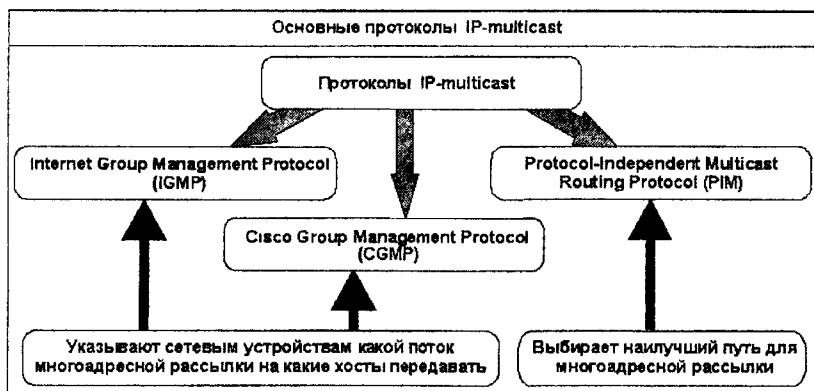 Основные протоколы IP-multicast
Протоколы IP-multicast
Internet Group Management Protocol
(IGMP)
Protocol-Independent Multicast
Routing Protocol (PIM)
Cisco Group Management Protocol
(CGMP)
Указывают сетевым устройствам какой поток
многоадресной рассылки на какие хосты передавать
Выбирает наилучший путь для
многоадресной рассылки